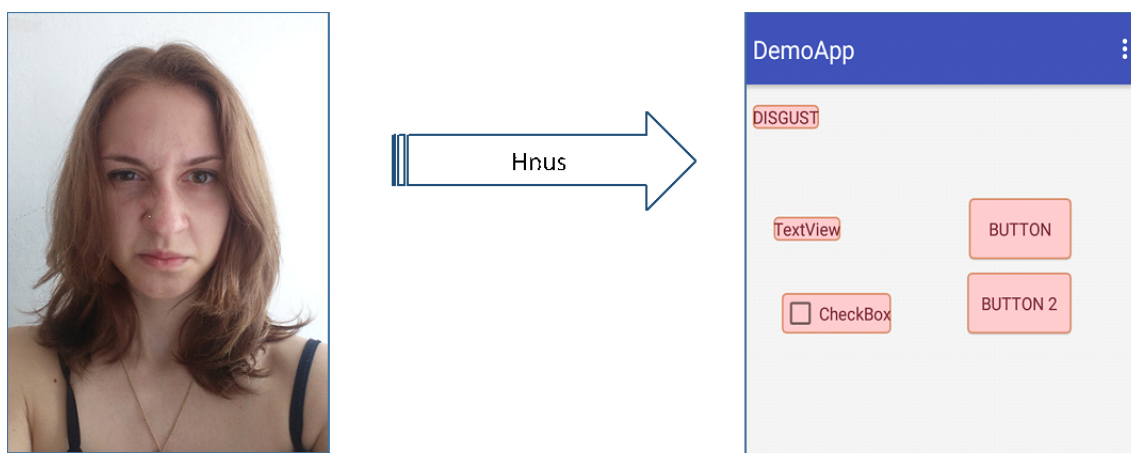 Hnus
DemoApp
DISGUST
TextView
BUTTON
CheckBox
BUTTON 2